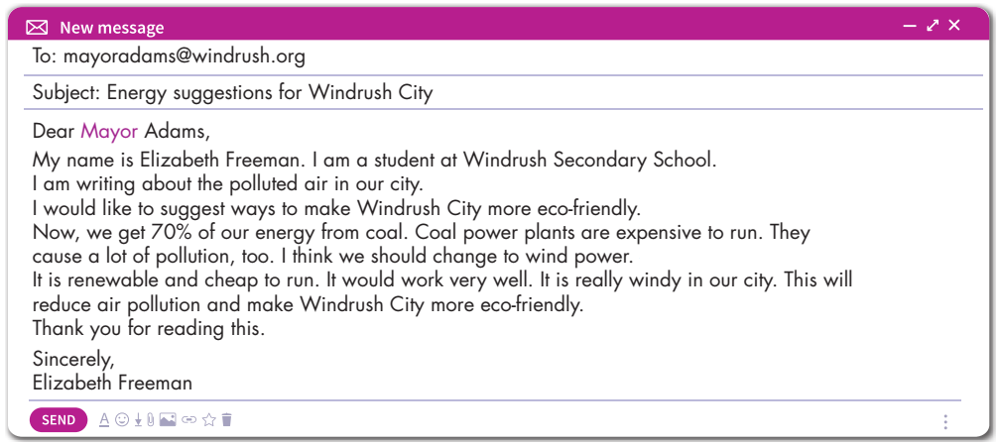 New message
To: mayoradams@windrush.org
Subject: Energy suggestions for Windrush City
Dear Mayor Adams,
My name is Elizabeth Freeman. I am a student at Windrush Secondary School.
I am writing about the polluted air in our city.
I would like to suggest ways to make Windrush City more eco-friendly.
Now, we get 70% of our energy from coal. Coal power plants are expensive to run. They
cause a lot of pollution, too. I think we should change to wind power.
It is renewable and cheap to run. It would work very well. It is really windy in our city. This will
reduce air pollution and make Windrush City more eco-friendly.
Thank you for reading this.
Sincerely,
Elizabeth Freeman
SEND A